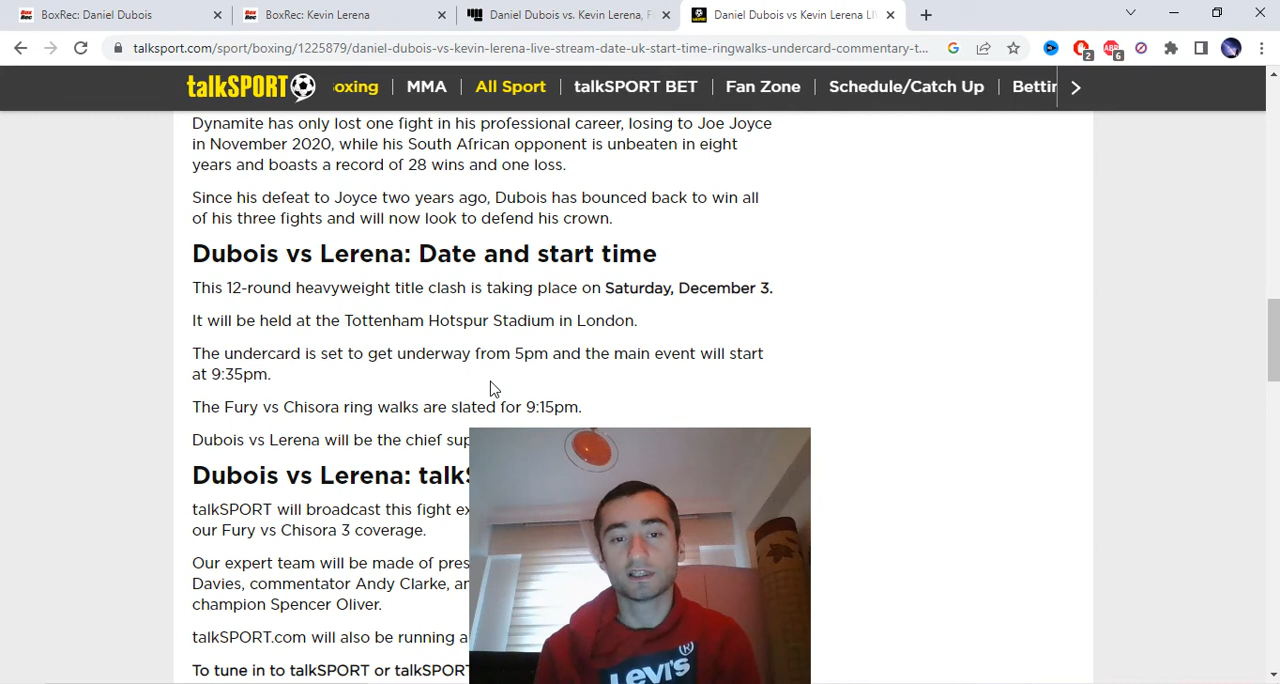 BoxRec: Daniel Dubois
BoxRec: Kevin Lerena
Daniel Dubois vs. Kevin Lerena, F
Daniel Dubois vs Kevin Lerena LI
talksport.com/sport/boxing/1225879/daniel-dubois-vs-kevin-lerena-live-stream-date-uk-start-time-ringwalks-undercard-commentary-t...
2
ABP
6
talkSPORT
oxing
MMA
All Sport
talkSPORT BET
Fan Zone
Schedule/Catch Up
Bettin
Dynamite has only lost one fight in his professional career, losing to Joe Joyce
in November 2020, while his South African opponent is unbeaten in eight
years and boasts a record of 28 wins and one loss.
Since his defeat to Joyce two years ago, Dubois has bounced back to win all
of his three fights and will now look to defend his crown.
Dubois vs Lerena: Date and start time
This 12-round heavyweight title clash is taking place on Saturday, December 3.
It will be held at the Tottenham Hotspur Stadium in London.
The undercard is set to get underway from 5pm and the main event will start
at 9:35pm.
The Fury vs Chisora ring walks are slated for 9:15pm.
Dubois vs Lerena will be the chief sup
Dubois vs Lerena: talkS
talkSPORT will broadcast this fight ex
our Fury vs Chisora 3 coverage.
Our expert team will be made of pres
Davies, commentator Andy Clarke, an
champion Spencer Oliver.
talkSPORT.com will also be running a
To tune in to talkSPORT or talkSPORT
LEVI'S